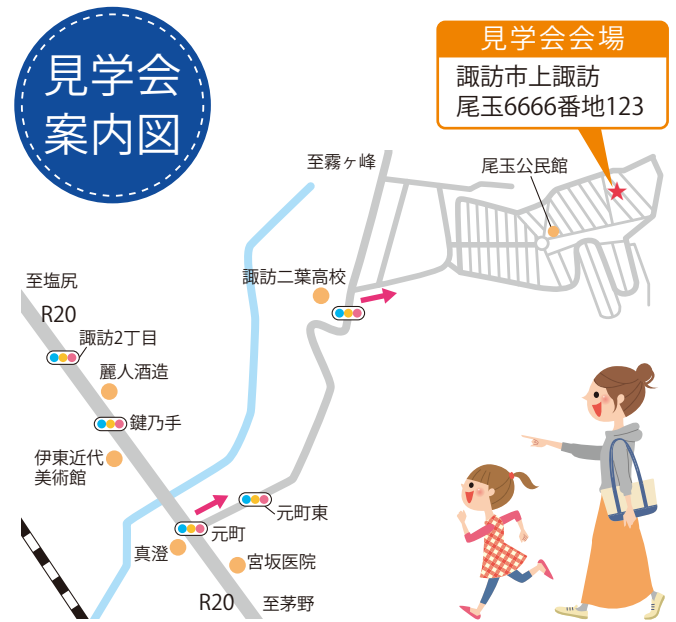 見学会
案内図
見学会会場
諏訪市上諏訪
尾玉6666番地123
至霧ヶ峰
尾玉公民館
諏訪二葉高校
至塩尻
R20
諏訪2丁目
麗人酒造
鍵乃手
伊東近代
美術館
元町東
元町
真澄
宮坂医院
R20
至茅野